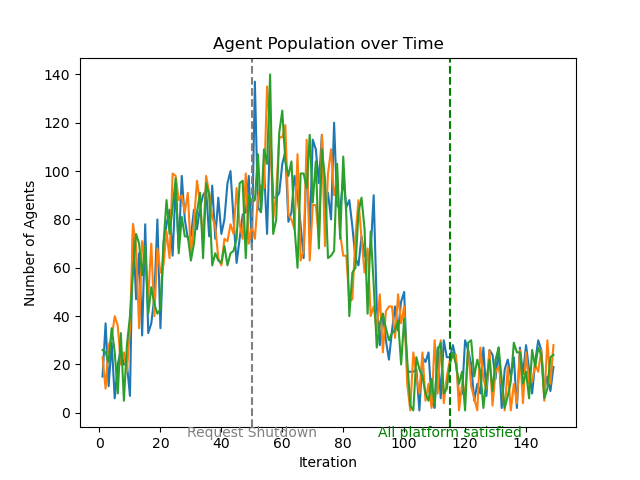 Agent Population over Time
Number of Agents
140
120
100
80
60
40
20
0
0 20 40 60 80 100 120 140
Request Shutdown All platform satisfied
Iteration